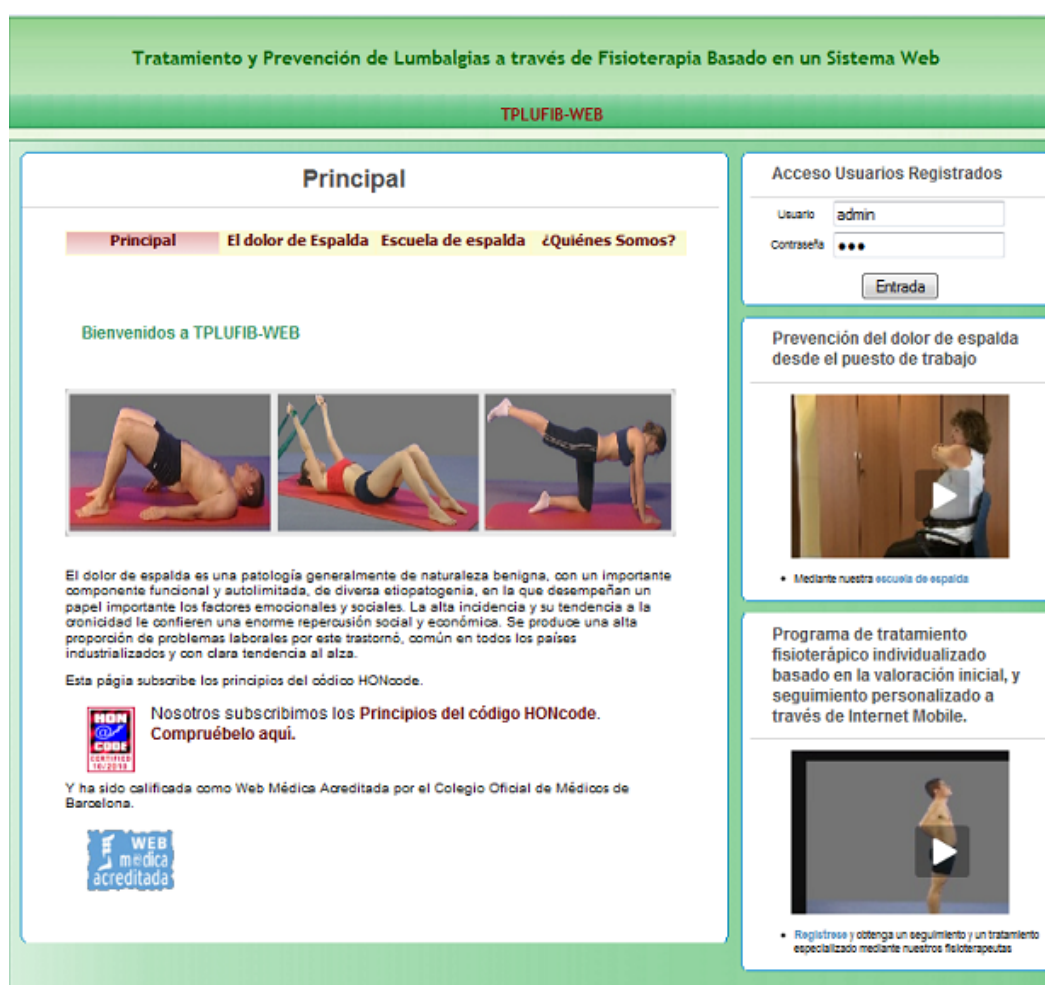 Tratamiento y Prevención de Lumbalgias a través de Fisioterapia Basado en un Sistema Web
TPLUFIB-WEB
Principal
Principal El dolor de Espalda Escuela de espalda ¿Quiénes Somos?
Bienvenidos a TPLUFIB-WEB
El dolor de espalda es una patología generalmente de naturaleza benigna, con un importante
componente funcional y autolimitada, de diversa etiopatogenia, en la que desempeñan un
papel importante los factores emocionales y sociales. La alta incidencia y su tendencia a la
cronicidad le confieren una enorme repercusión social y económica. Se produce una alta
proporción de problemas laborales por este trastornó, común en todos los países
industrializados y con clara tendencia al alza.
Esta págia subscribe los principios del códico HONcode.
HON
@
CODE
CERTIFIED
10/2010
Nosotros subscribimos los Principios del código HONcode.
Compruébelo aquí.
Y ha sido calificada como Web Médica Acreditada por el Colegio Oficial de Médicos de
Barcelona.
WEB
médica
acreditada
Acceso Usuarios Registrados
Usuario admin
Contraseña ●●●
Entrada
Prevención del dolor de espalda
desde el puesto de trabajo
• Mediante nuestra escuela de espalda
Programa de tratamiento
fisioterápico individualizado
basado en la valoración inicial, y
seguimiento personalizado a
través de Internet Mobile.
• Regístrese y obtenga un seguimiento y un tratamiento
especializado mediante nuestros fisioterapeutas